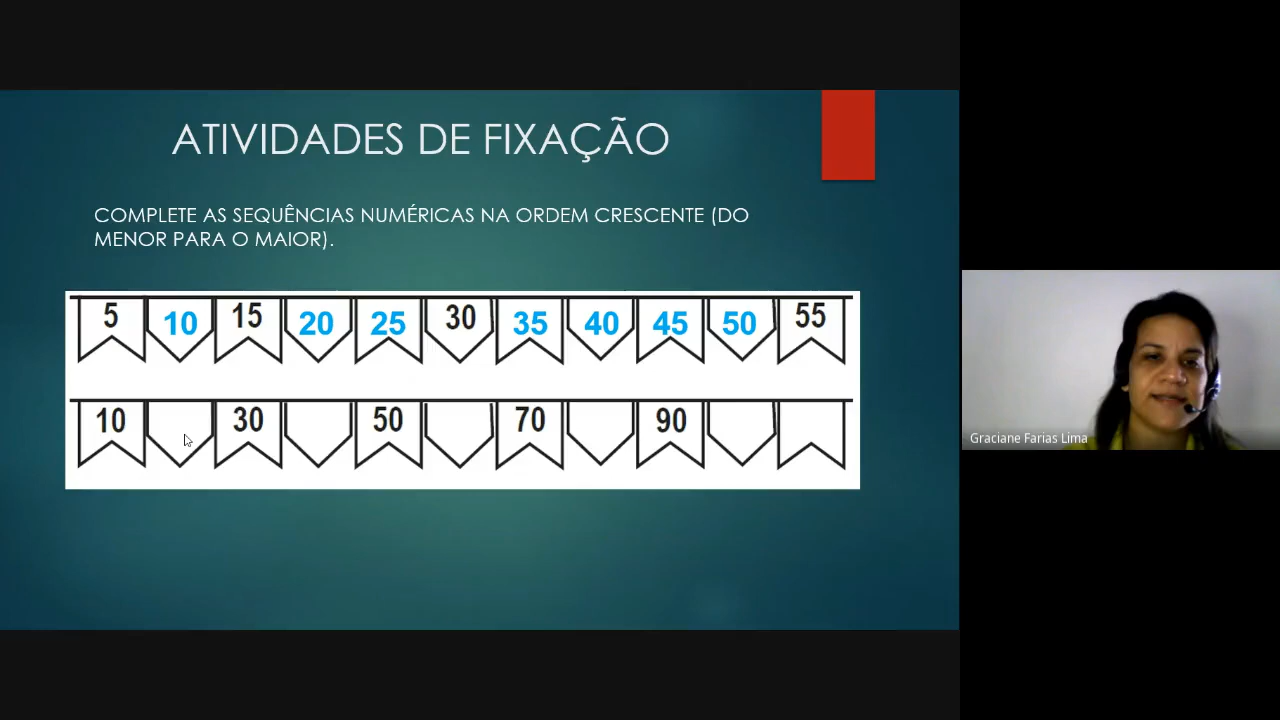 ATIVIDADES DE FIXAÇÃO
COMPLETE AS SEQUÊNCIAS NUMÉRICAS NA ORDEM CRESCENTE (DO
MENOR PARA O MAIOR).
5 10 15 20 25 30 35 40 45 50 55
10 30 50 70 90
Graciane Farias Lima